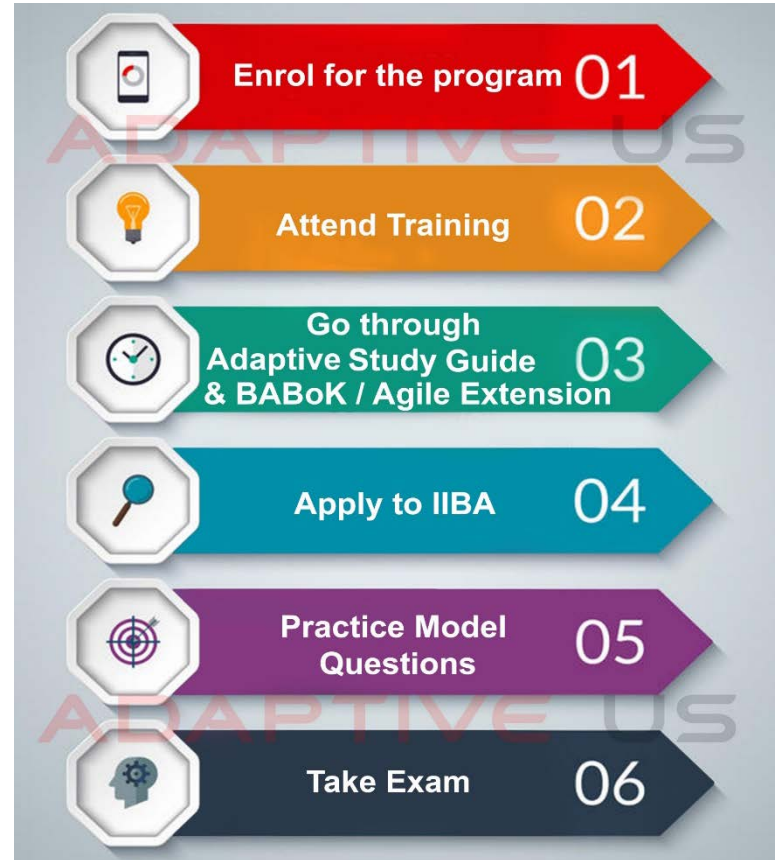 Enrol for the program 01
ADAPTIVE US
Attend Training 02
Go through
Adaptive Study Guide 03
& BABoK / Agile Extension
Apply to IIBA 04
Practice Model
Questions 05
ADAPTIVE US
Take Exam 06